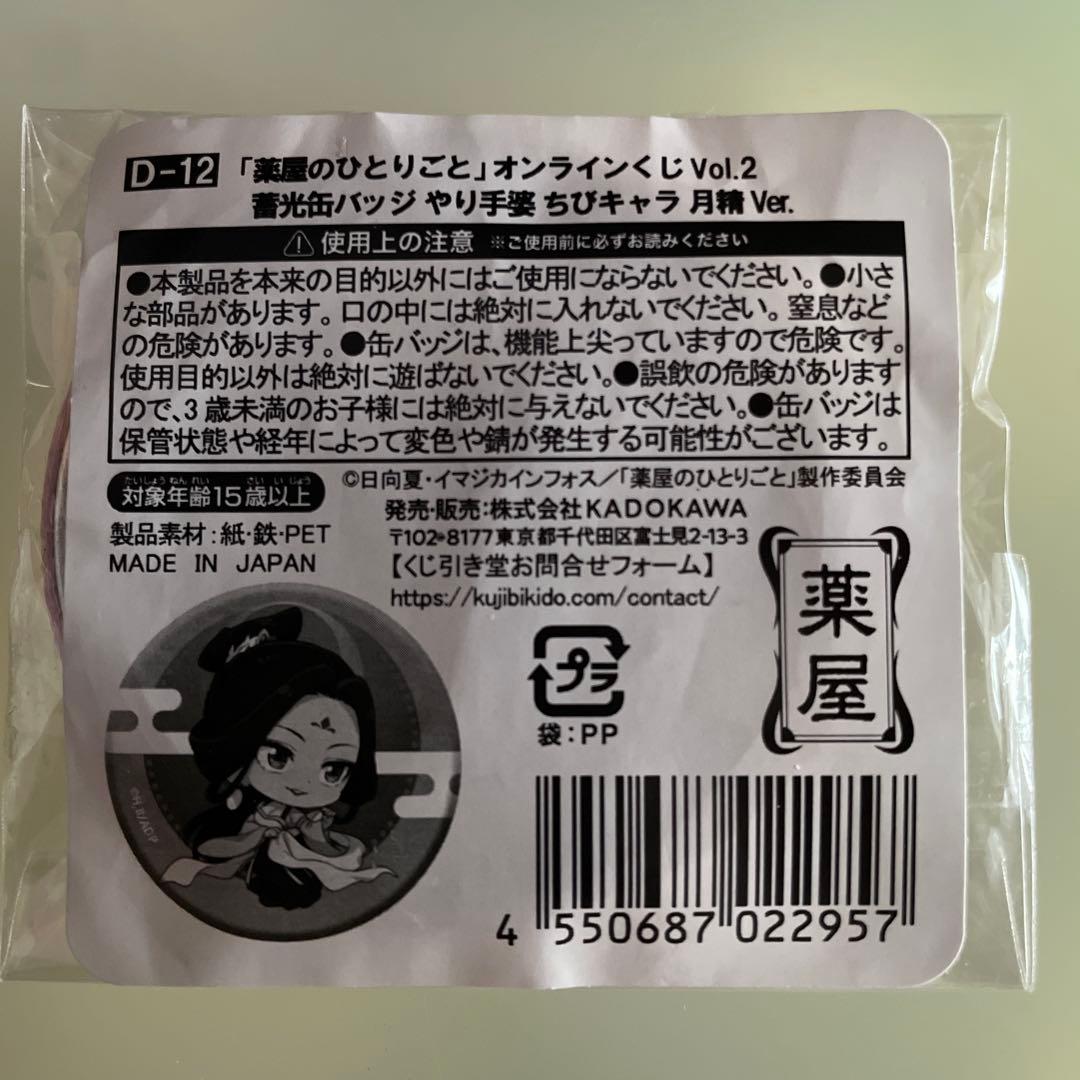 D-12 「薬屋のひとりごと」オンラインくじ Vol.2
蓄光缶バッジ やり手婆 ちびキャラ 月精 Ver.
使用上の注意 ※ご使用前に必ずお読みください
●本製品を本来の目的以外にはご使用にならないでください。●小さ
な部品があります。口の中には絶対に入れないでください。窒息など
の危険があります。●缶バッジは、機能上尖っていますので危険です。
使用目的以外は絶対に遊ばないでください。●誤飲の危険があります
ので、3歳未満のお子様には絶対に与えないでください。●缶バッジは
保管状態や経年によって変色や錆が発生する可能性がございます。
たいしょうねんれい さいいじょう
対象年齢15歳以上
©日向夏・イマジカインフォス/「薬屋のひとりごと」製作委員会
発売・販売:株式会社KADOKAWA
製品素材:紙・鉄・PET
〒102-8177東京都千代田区富士見2-13-3
MADE IN JAPAN
【くじ引き堂お問合せフォーム】
https://kujibikido.com/contact/
薬屋
プラ
袋:PP
©H,II/ADP
4 550687 022957